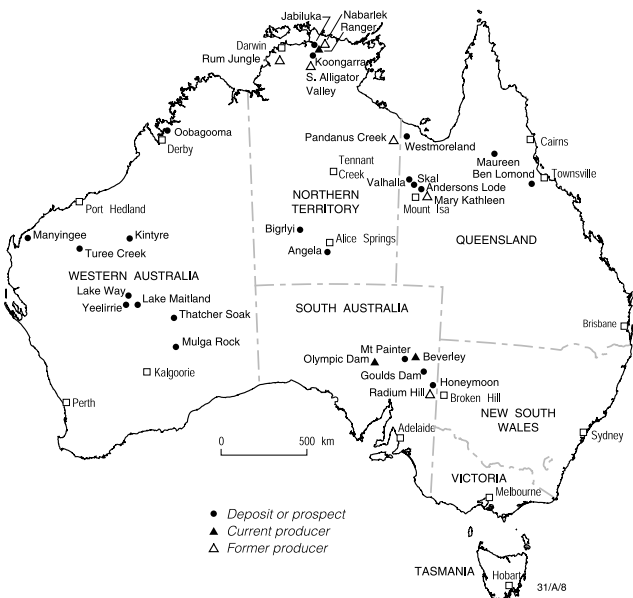 Jabiluka
Nabarlek
Ranger
Darwin
Rum Jungle
Koongarra
S. Alligator
Valley
Oobagooma
Derby
Pandanus Creek
Westmoreland
Cairns
Maureen
Ben Lomond
Townsville
Tennant
Creek
Valhalla
Skal
Andersons Lode
Mary Kathleen
Mount Isa
NORTHERN
TERRITORY
Port Hedland
Manyingee
Kintyre
Turee Creek
Bigrlyi
Alice Springs
Angela
QUEENSLAND
WESTERN AUSTRALIA
Lake Way
Lake Maitland
Yeelirrie
Thatcher Soak
SOUTH AUSTRALIA
Brisbane
Mulga Rock
Kalgoorie
Mt Painter
Beverley
Olympic Dam
Goulds Dam
Honeymoon
Radium Hill
Broken Hill
Perth
NEW SOUTH
WALES
Adelaide
Sydney
0 500 km
VICTORIA
Melbourne
Deposit or prospect
Current producer
Former producer
TASMANIA
Hobart
31/A/8